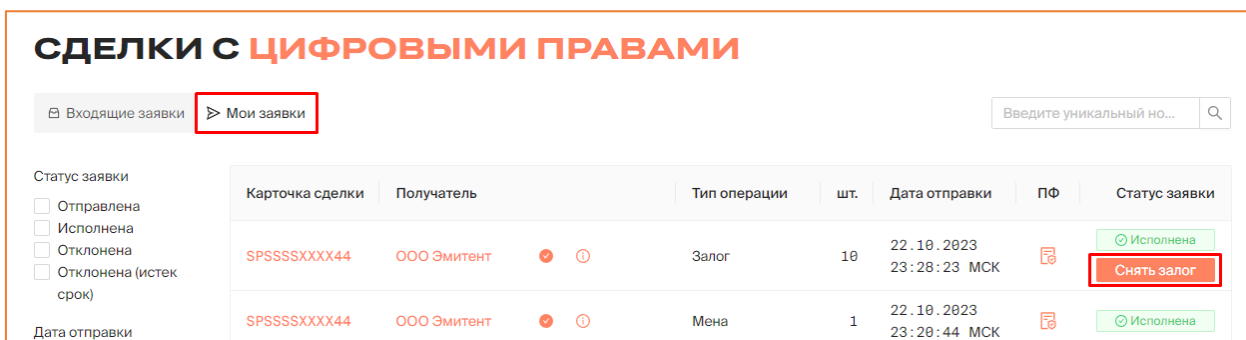 СДЕЛКИ С ЦИФРОВЫМИ ПРАВАМИ
Входящие заявки
Мои заявки
Введите уникальный но...
Статус заявки
Отправлена
Исполнена
Отклонена
Отклонена (истек
срок)
Дата отправки
Карточка сделки Получатель Тип операции шт. Дата отправки ПФ Статус заявки
SPSSSSXXXX44 ООО Эмитент Залог 10 22.10.2023
23:28:23 МСК
Исполнена
Снять залог
SPSSSSXXXX44 ООО Эмитент Мена 1 22.10.2023
23:20:44 МСК
Исполнена